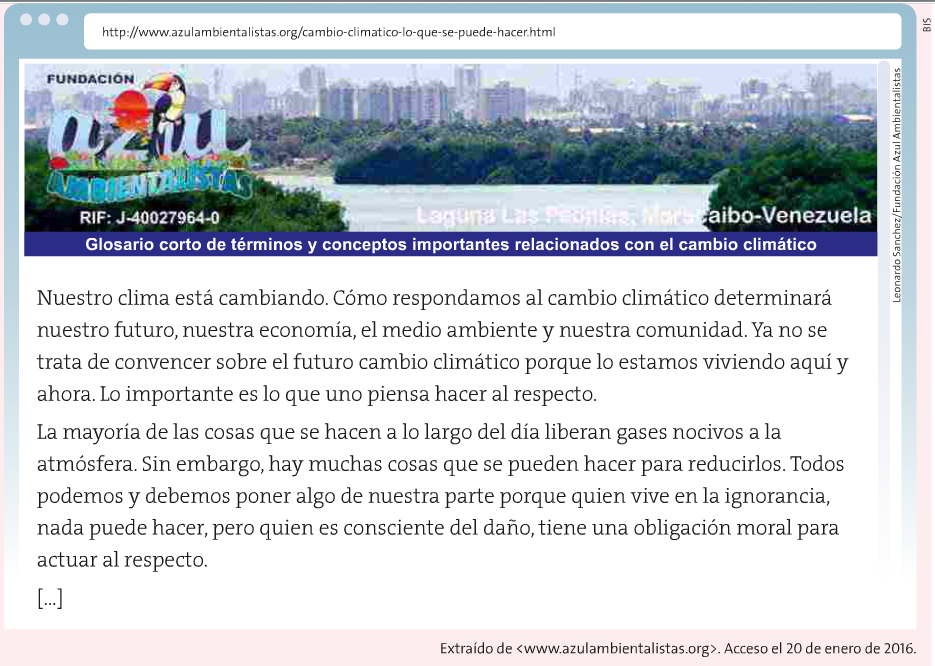 http://www.azulambientalistas.org/cambio-climatico-lo-que-se-puede-hacer.html
BIS
FUNDACIÓN
azul
AMBIENTALISTAS
RIF: J-40027964-0
Laguna Las Peonias, Maracaibo-Venezuela
Leonardo Sanchez/Fundación Azul Ambientalistas
Glosario corto de términos y conceptos importantes relacionados con el cambio climático
Nuestro clima está cambiando. Cómo respondamos al cambio climático determinará
nuestro futuro, nuestra economía, el medio ambiente y nuestra comunidad. Ya no se
trata de convencer sobre el futuro cambio climático porque lo estamos viviendo aquí y
ahora. Lo importante es lo que uno piensa hacer al respecto.
La mayoría de las cosas que se hacen a lo largo del día liberan gases nocivos a la
atmósfera. Sin embargo, hay muchas cosas que se pueden hacer para reducirlos. Todos
podemos y debemos poner algo de nuestra parte porque quien vive en la ignorancia,
nada puede hacer, pero quien es consciente del daño, tiene una obligación moral para
actuar al respecto.
[...]
Extraído de <www.azulambientalistas.org>. Acceso el 20 de enero de 2016.